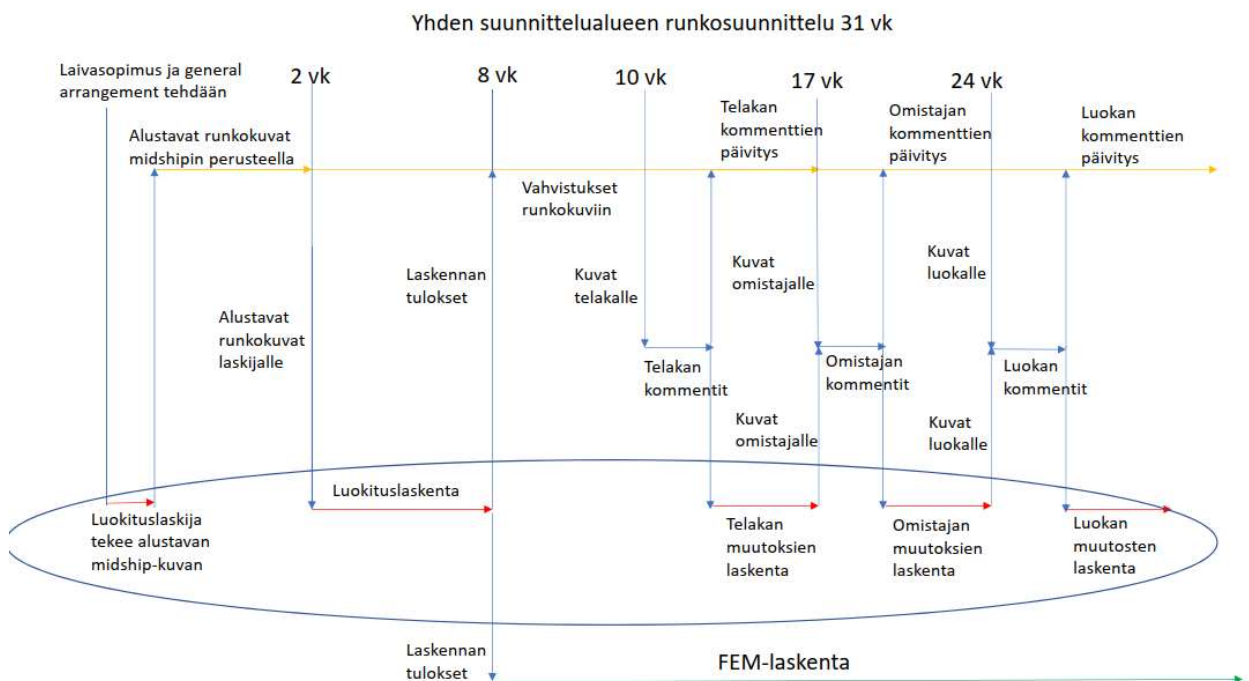 Yhden suunnittelualueen runkosuunnittelu 31 vk
Laivasopimus ja general
arrangement tehdään
2 vk
8 vk
10 vk
17 vk
24 vk
Alustavat runkokuvat
midshipin perusteella
Telakan
kommenttien
päivitys
Omistajan
kommenttien
päivitys
Luokan
kommenttien
päivitys
Vahvistukset
runkokuviin
Alustavat
runkokuvat
laskijalle
Laskennan
tulokset
Kuvat
telakalle
Kuvat
omistajalle
Kuvat
luokalle
Telakan
kommentit
Omistajan
kommentit
Luokan
kommentit
Kuvat
omistajalle
Kuvat
luokalle
Luokituslaskija
tekee alustavan
midship-kuvan
Luokituslaskenta
Telakan
muutoksien
laskenta
Omistajan
muutoksien
laskenta
Luokan
muutosten
laskenta
Laskennan
tulokset
FEM-laskenta